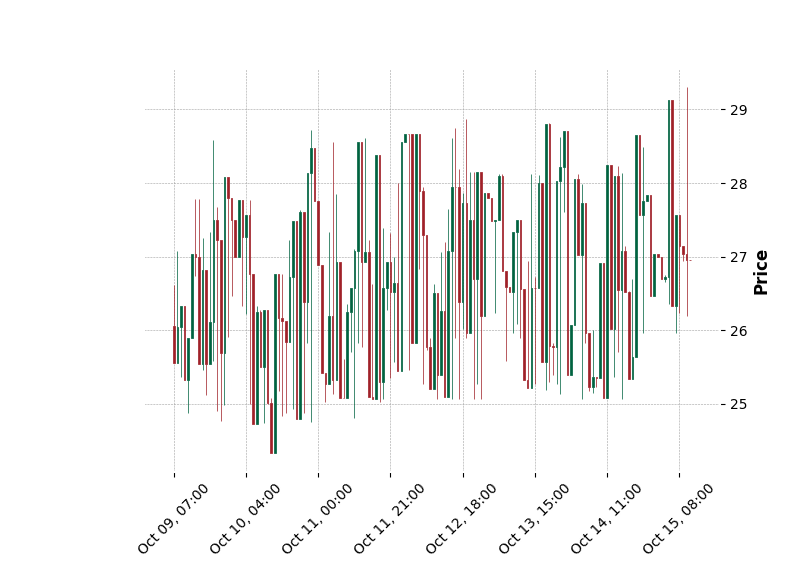 29
28
27
26
25
Price
Oct 09, 07:00
Oct 10, 04:00
Oct 11, 00:00
Oct 11, 21:00
Oct 12, 18:00
Oct 13, 15:00
Oct 14, 11:00
Oct 15, 08:00